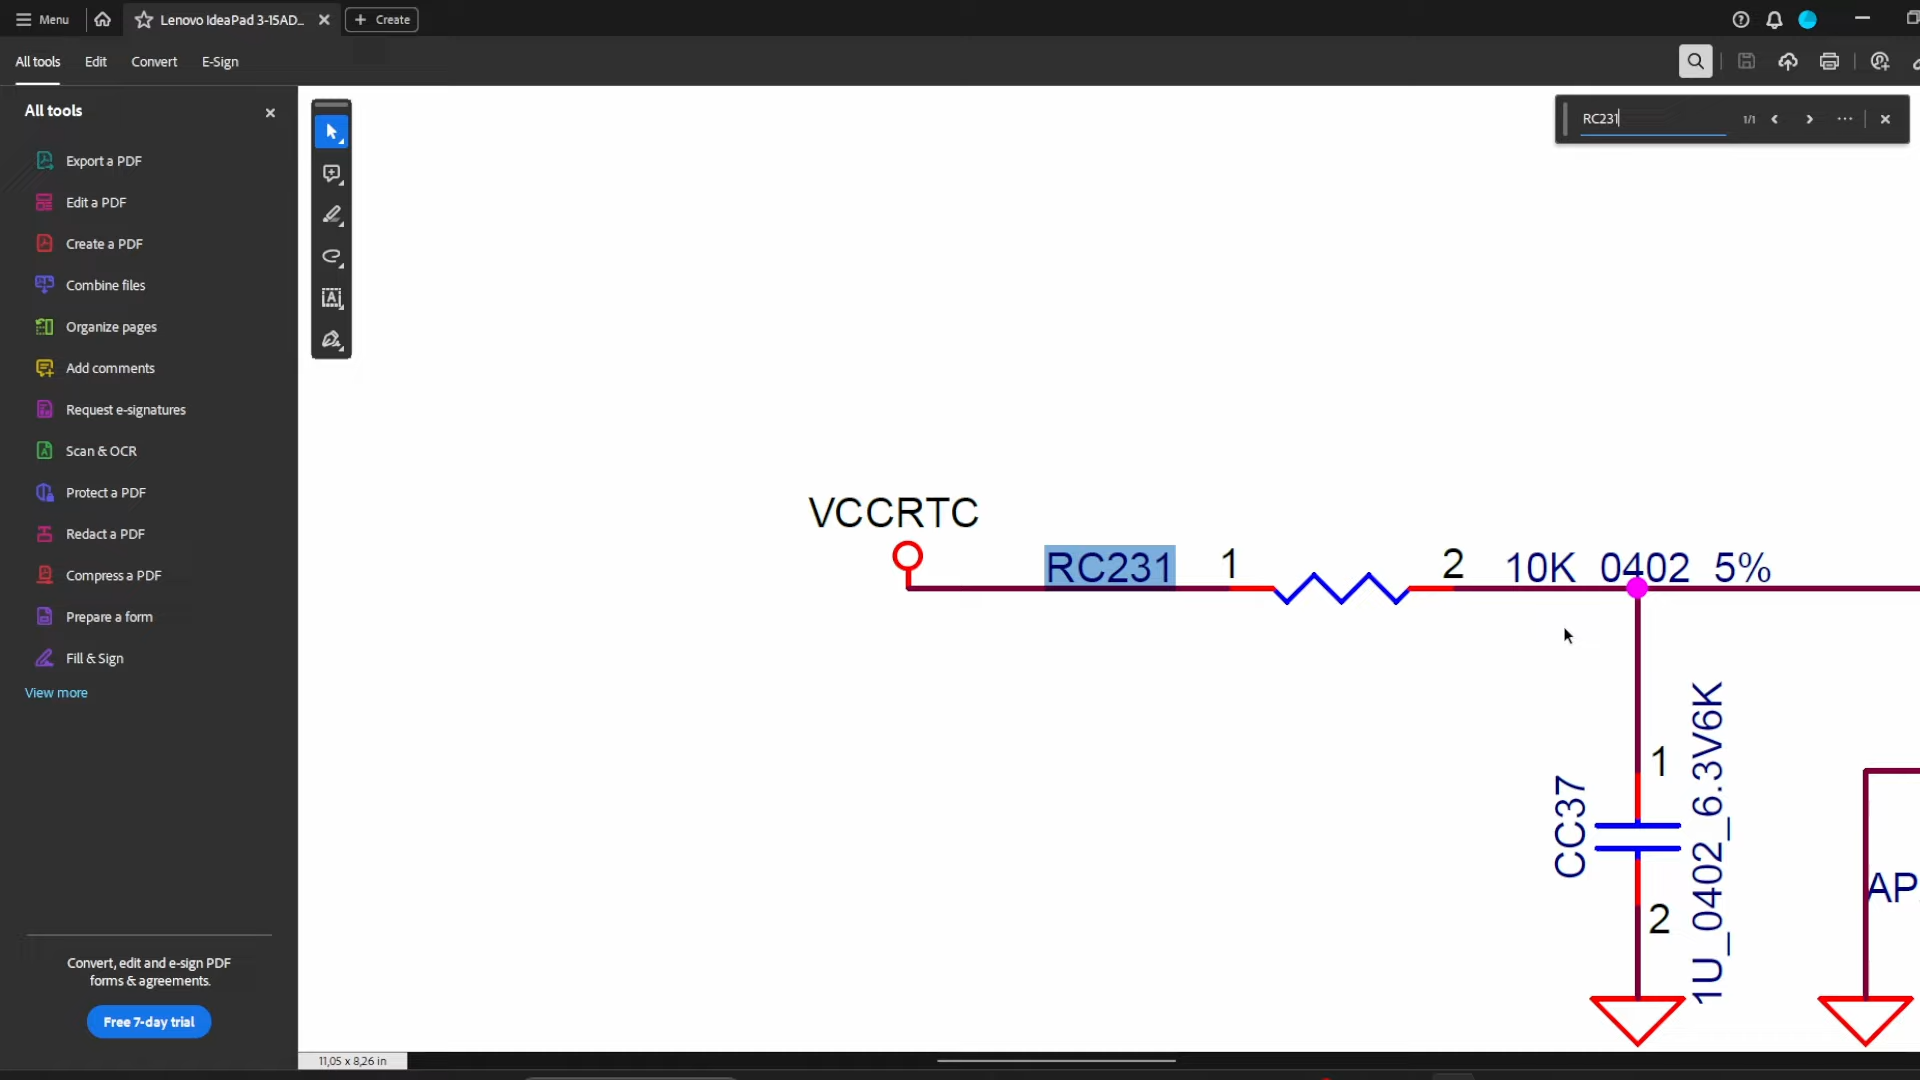 Menu
Lenovo IdeaPad 3-15AD...
Create
All tools
Edit
Convert
E-Sign
All tools
Export a PDF
Edit a PDF
Create a PDF
Combine files
Organize pages
Add comments
Request e-signatures
Scan & OCR
Protect a PDF
Redact a PDF
Compress a PDF
Prepare a form
Fill & Sign
View more
Convert, edit and e-sign PDF
forms & agreements.
Free 7-day trial
RC231
1/1
VCCRTC
RC231
1
2
10K_0402_5%
1
CC37
1U_0402_6.3V6K
2
AP
11,05 x 8,26 in